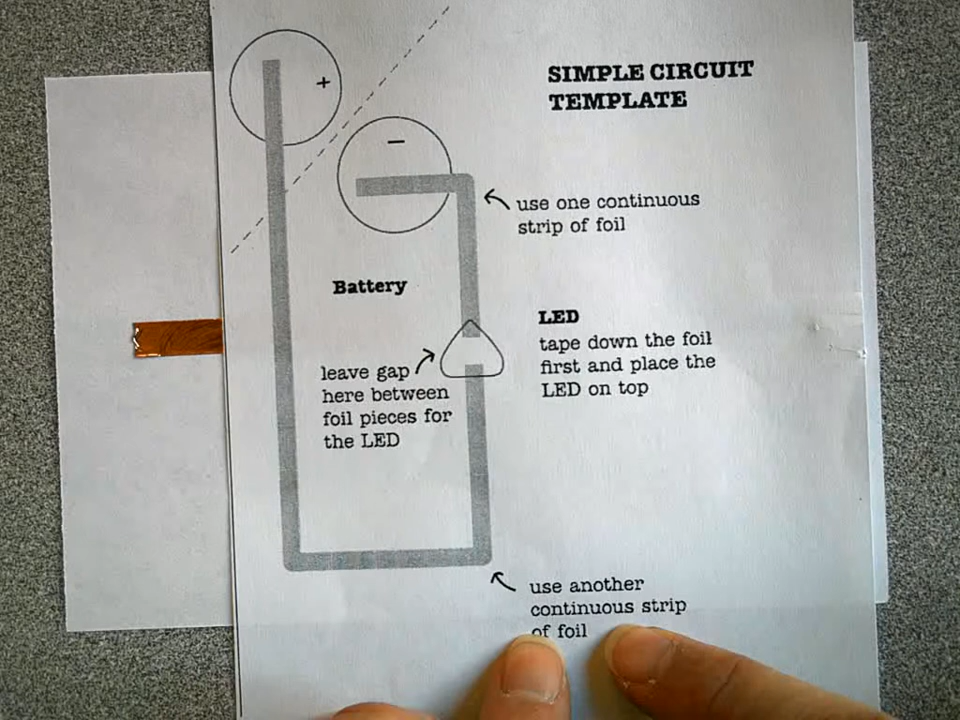 SIMPLE CIRCUIT
TEMPLATE
+
−
use one continuous
strip of foil
Battery
LED
tape down the foil
first and place the
LED on top
leave gap
here between
foil pieces for
the LED
use another
continuous strip
of foil